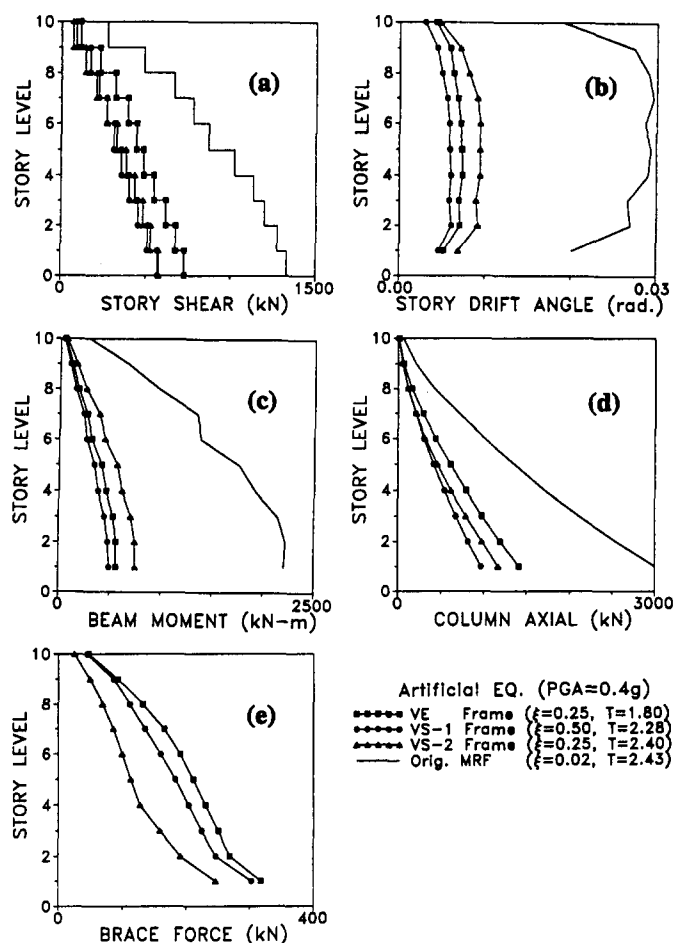 10
8
6
4
2
0
STORY LEVEL
(a)
0
1500
STORY SHEAR (kN)
10
8
6
4
2
0
STORY LEVEL
(b)
0.00
0.03
STORY DRIFT ANGLE (rad.)
10
8
6
4
2
0
STORY LEVEL
(c)
0
2500
BEAM MOMENT (kN-m)
10
8
6
4
2
0
STORY LEVEL
(d)
0
3000
COLUMN AXIAL (kN)
10
8
6
4
2
0
STORY LEVEL
(e)
0
400
BRACE FORCE (kN)
Artificial EQ. (PGA≃0.4g)
VE Frame (ξ=0.25, T=1.80)
VS-1 Frame (ξ=0.50, T=2.28)
VS-2 Frame (ξ=0.25, T=2.40)
Orig. MRF (ξ=0.02, T=2.43)